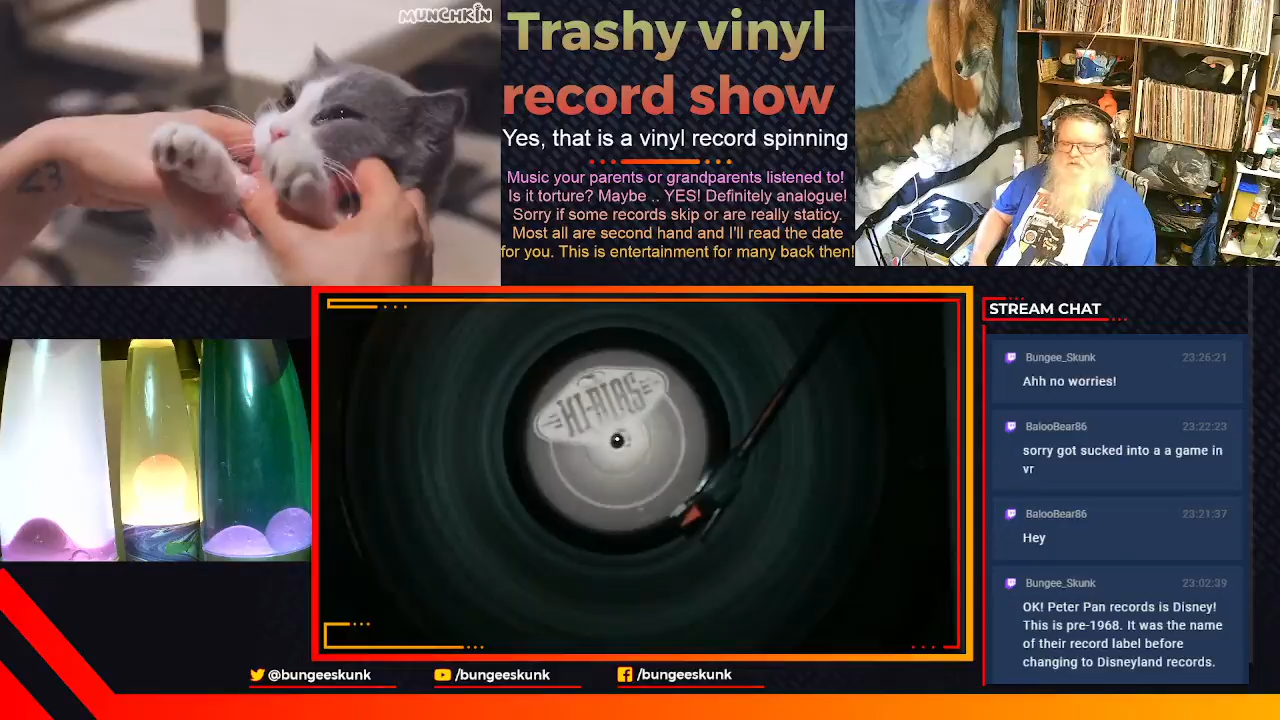 MUNCHKIN
Trashy vinyl
record show
Yes, that is a vinyl record spinning
Music your parents or grandparents listened to!
Is it torture? Maybe .. YES! Definitely analogue!
Sorry if some records skip or are really staticy.
Most all are second hand and I'll read the date
for you. This is entertainment for many back then!
<3
HI-BIAS
STREAM CHAT
Bungee_Skunk 23:26:21
Ahh no worries!
BalooBear86 23:22:23
sorry got sucked into a a game in
vr
BalooBear86 23:21:37
Hey
Bungee_Skunk 23:02:39
OK! Peter Pan records is Disney!
This is pre-1968. It was the name
of their record label before
changing to Disneyland records.
@bungeeskunk /bungeeskunk /bungeeskunk